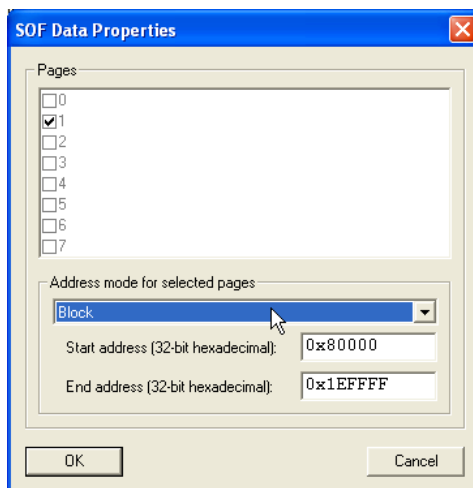 SOF Data Properties
Pages
0
1
2
3
4
5
6
7
Address mode for selected pages
Block
Start address (32-bit hexadecimal): 0x80000
End address (32-bit hexadecimal): 0x1EFFFF
OK Cancel